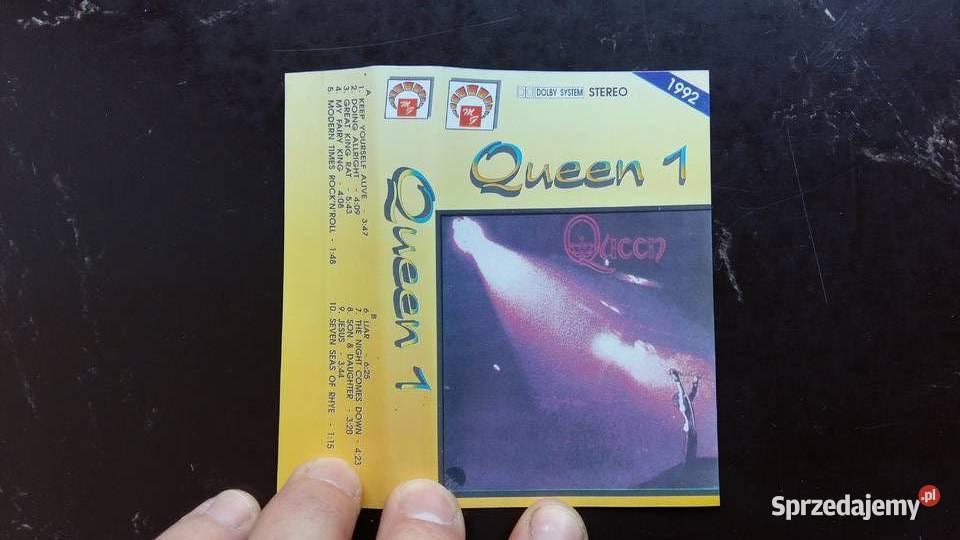 A.
1. KEEP YOURSELF ALIVE - 3:47
2. DOING ALLRIGHT - 4:09
3. GREAT KING RAT - 5:43
4. MY FAIRY KING - 4:08
5. MODERN TIMES ROCK'N'ROLL - 1:48
B
6. LIAR - 6:25
7. THE NIGHT COMES DOWN - 4:23
8. SON & DAUGHTER - 3:20
9. JESUS - 3:44
10. SEVEN SEAS OF RHYE - 1:15
MJ
Queen 1
MJ
DOLBY SYSTEM STEREO
1992
Queen 1
Queen
Sprzedajemy.pl